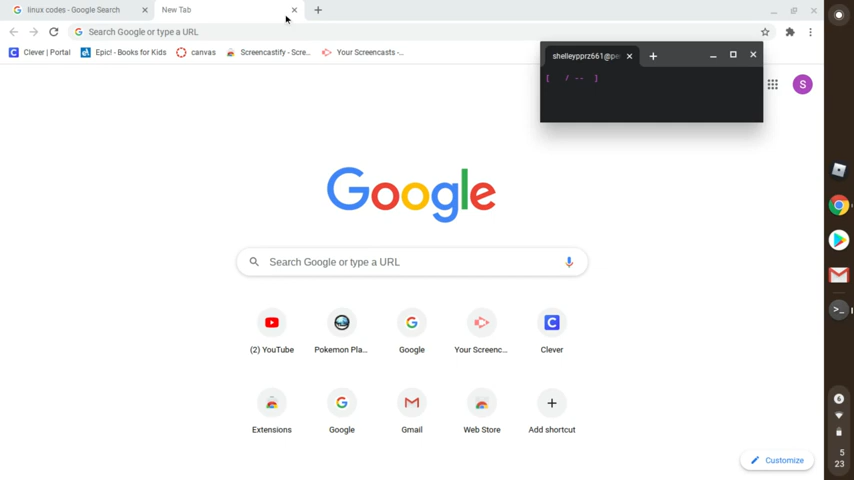 linux codes - Google Search
New Tab
Search Google or type a URL
Clever | Portal
Epic! - Books for Kids
canvas
Screencastify - Scre...
Your Screencasts -...
shelleypprz661@pe
[ / -- ]
S
Google
Search Google or type a URL
(2) YouTube
Pokemon Pla...
Google
Your Screenc...
Clever
Extensions
Google
Gmail
Web Store
Add shortcut
Customize
6
5
23